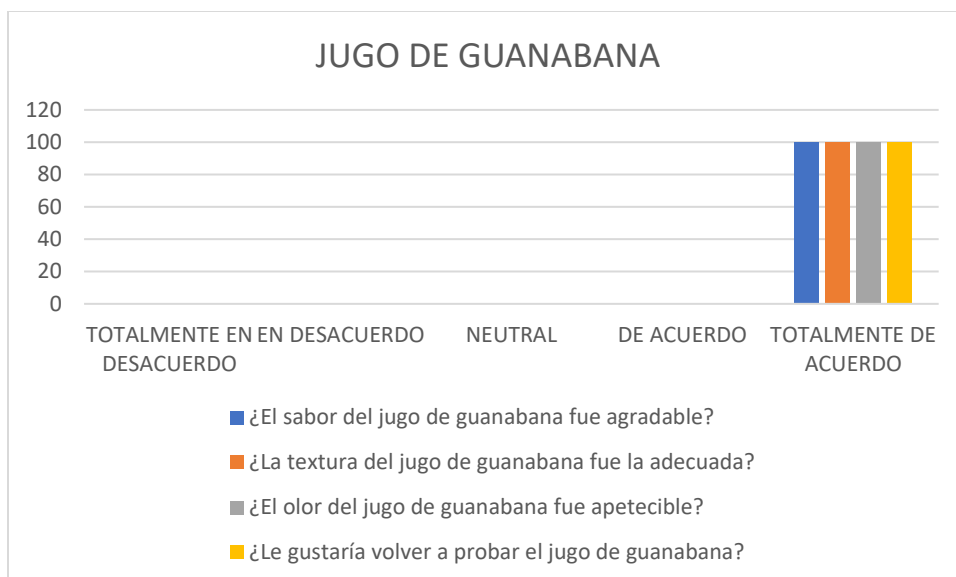 JUGO DE GUANABANA
120
100
80
60
40
20
0
TOTALMENTE EN DESACUERDO
EN DESACUERDO
NEUTRAL
DE ACUERDO
TOTALMENTE DE ACUERDO
¿El sabor del jugo de guanabana fue agradable?
¿La textura del jugo de guanabana fue la adecuada?
¿El olor del jugo de guanabana fue apetecible?
¿Le gustaría volver a probar el jugo de guanabana?